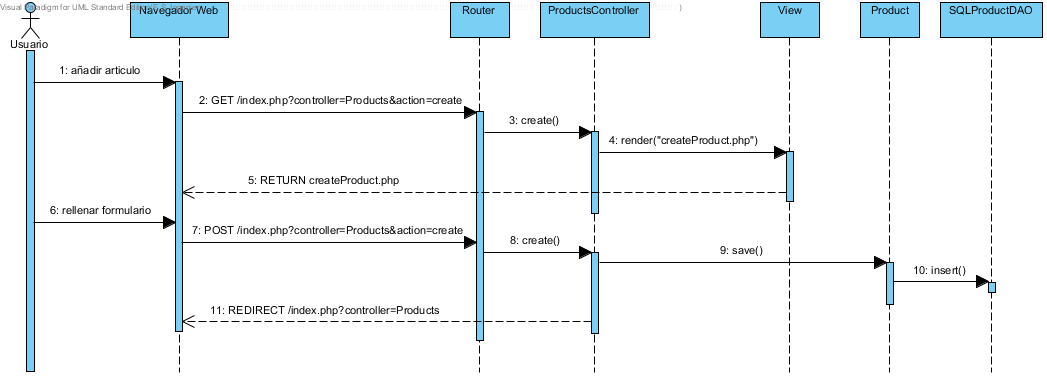 Visual Paradigm for UML Standard Edition
Usuario
Navegador Web
Router
ProductsController
View
Product
SQLProductDAO
1: añadir articulo
2: GET /index.php?controller=Products&action=create
3: create()
4: render("createProduct.php")
5: RETURN createProduct.php
6: rellenar formulario
7: POST /index.php?controller=Products&action=create
8: create()
9: save()
10: insert()
11: REDIRECT /index.php?controller=Products